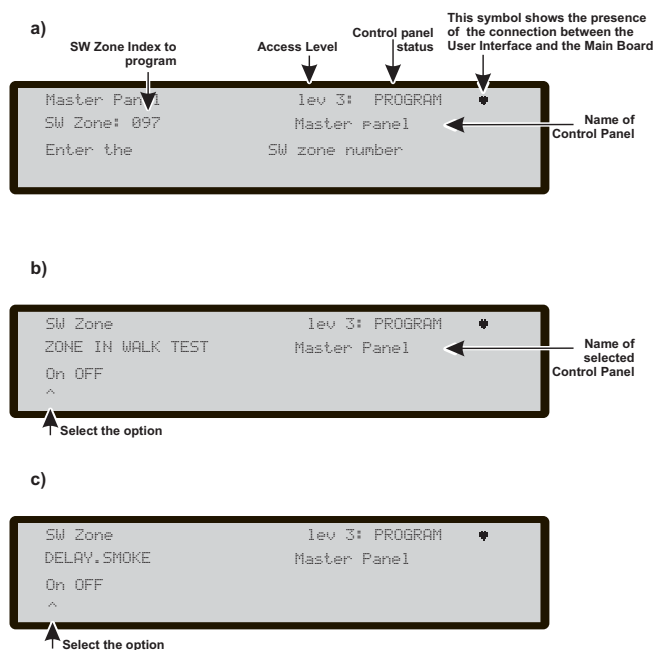 a)
SW Zone Index to
program
Access Level
Control panel
status
This symbol shows the presence
of the connection between the
User Interface and the Main Board
Master Panel lev 3: PROGRAM ♥
SW Zone: 097 Master panel
Name of
Control Panel
Enter the SW zone number
b)
SW Zone lev 3: PROGRAM ♥
ZONE IN WALK TEST Master Panel
Name of
selected
Control Panel
On OFF
^
Select the option
c)
SW Zone lev 3: PROGRAM ♥
DELAY.SMOKE Master Panel
On OFF
^
Select the option